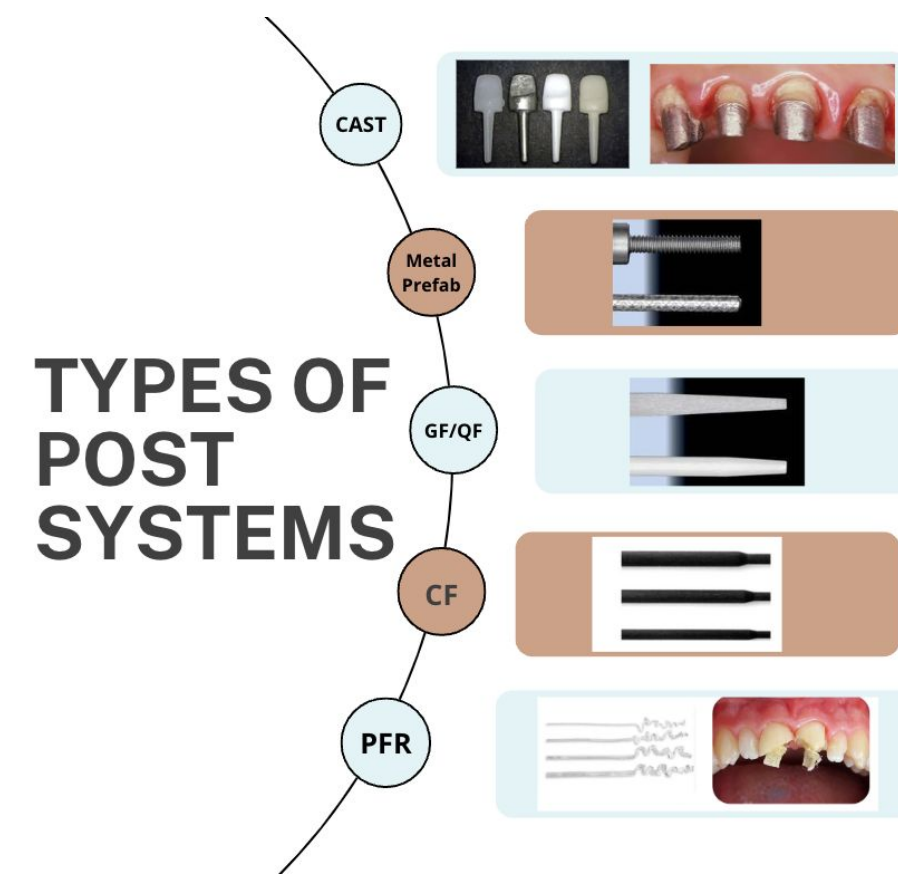 TYPES OF
POST
SYSTEMS
CAST
Metal
Prefab
GF/QF
CF
PFR